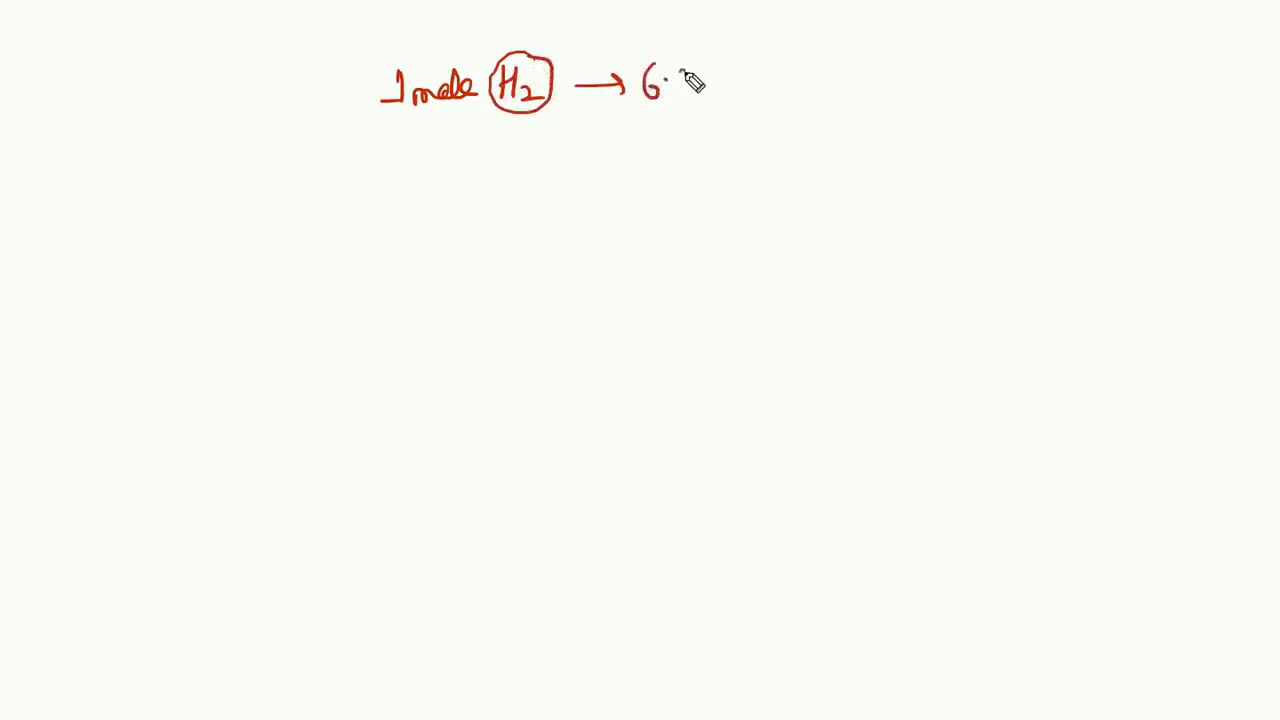 1 mole H₂ → 6.